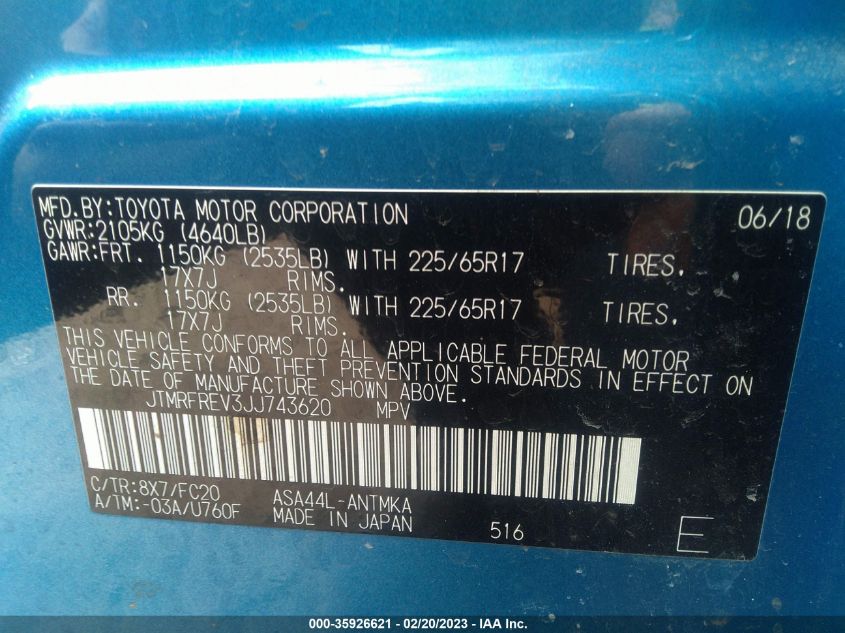 MFD.BY:TOYOTA MOTOR CORPORATION 06/18
GVWR:2105KG (4640LB)
GAWR:FRT. 1150KG (2535LB) WITH 225/65R17 TIRES.
17X7J RIMS.
RR. 1150KG (2535LB) WITH 225/65R17 TIRES.
17X7J RIMS.
THIS VEHICLE CONFORMS TO ALL APPLICABLE FEDERAL MOTOR
VEHICLE SAFETY AND THEFT PREVENTION STANDARDS IN EFFECT ON
THE DATE OF MANUFACTURE SHOWN ABOVE.
JTMRFREV3JJ743620 MPV
C/TR:8X7/FC20 ASA44L-ANTMKA
A/TM:-03A/U760F MADE IN JAPAN 516 E
000-35926621 – 02/20/2023 – IAA Inc.